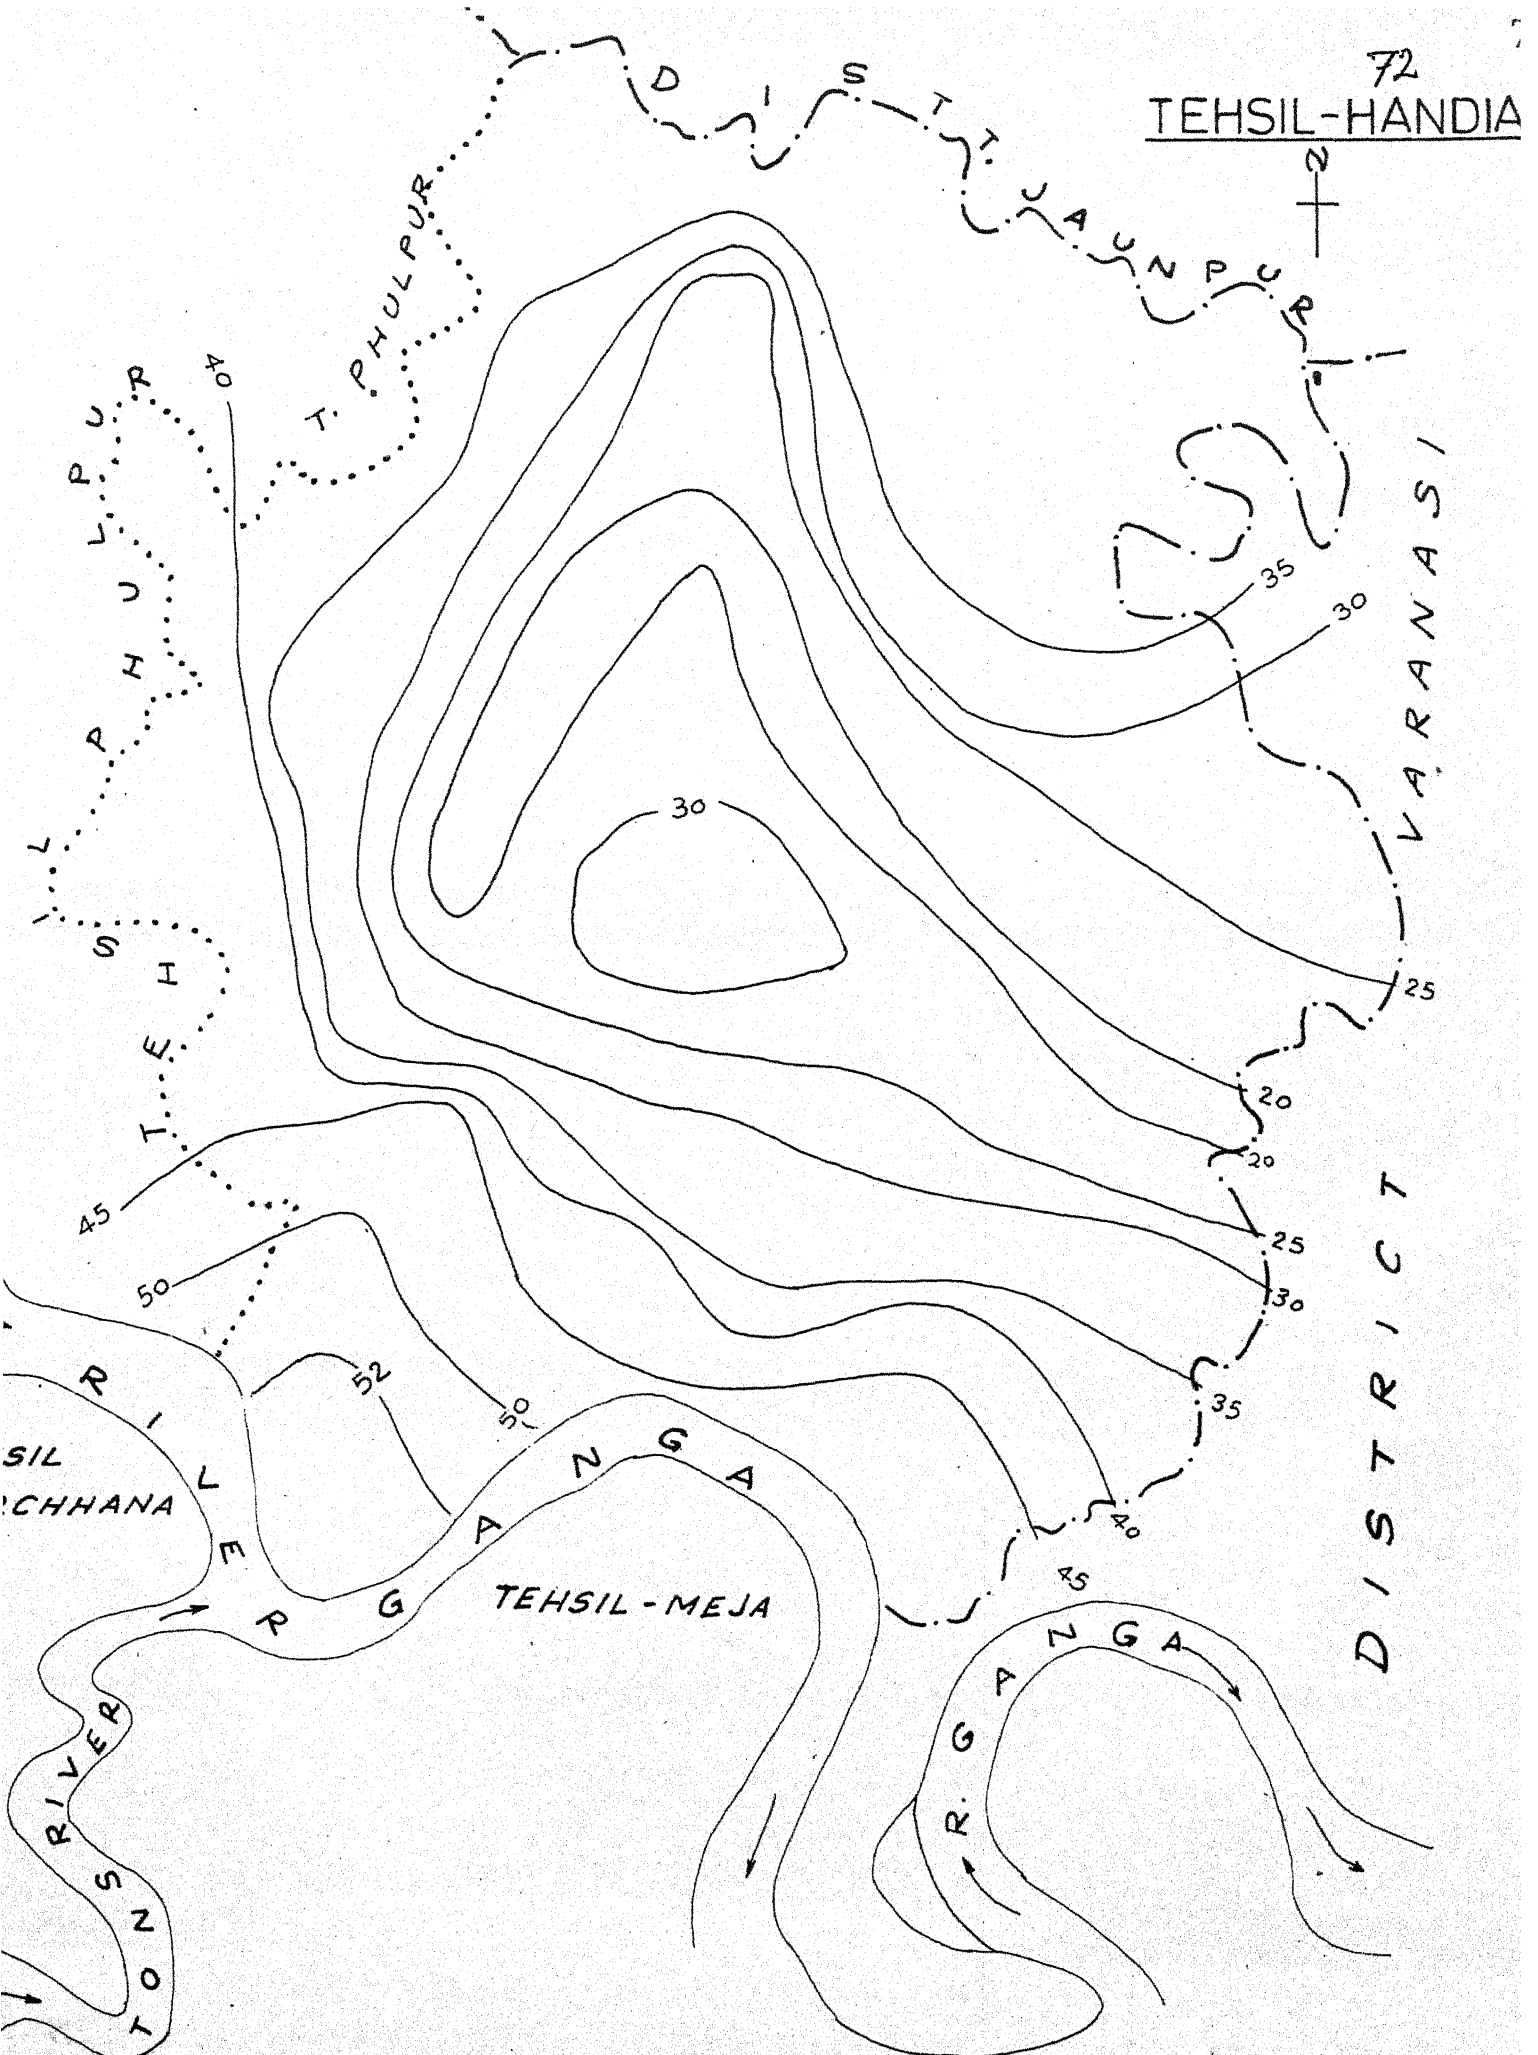 72
TEHSIL-HANDIA
N
DISTT. JAUNPUR
T. PHULPUR
40
TEHSIL PHULPUR
VARANASI
DISTRICT
35
30
30
25
20
20
25
30
35
40
45
45
50
52
50
RILER GANGA
SIL
CHHANA
TEHSIL-MEJA
R. GANGA
TONS RIVER